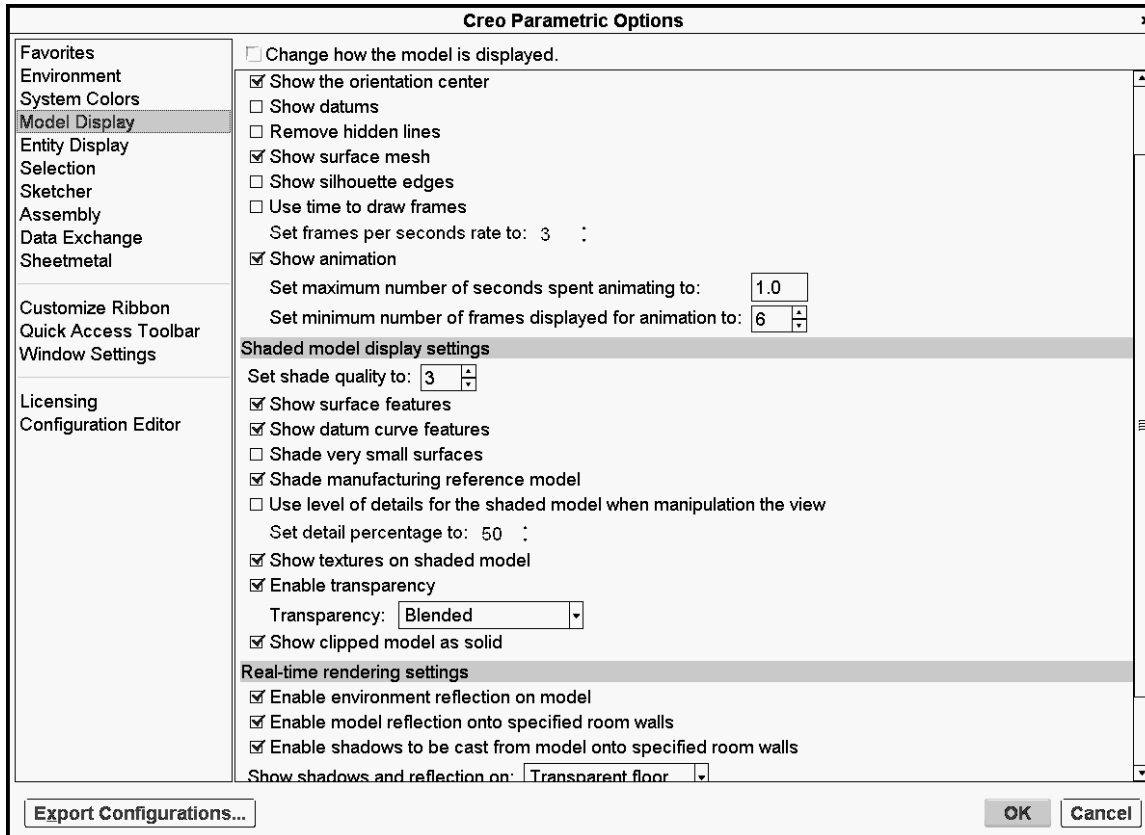 Creo Parametric Options
Favorites
Environment
System Colors
Model Display
Entity Display
Selection
Sketcher
Assembly
Data Exchange
Sheetmetal
Customize Ribbon
Quick Access Toolbar
Window Settings
Licensing
Configuration Editor
Change how the model is displayed.
Show the orientation center
Show datums
Remove hidden lines
Show surface mesh
Show silhouette edges
Use time to draw frames
Set frames per seconds rate to: 3
Show animation
Set maximum number of seconds spent animating to: 1.0
Set minimum number of frames displayed for animation to: 6
Shaded model display settings
Set shade quality to: 3
Show surface features
Show datum curve features
Shade very small surfaces
Shade manufacturing reference model
Use level of details for the shaded model when manipulation the view
Set detail percentage to: 50
Show textures on shaded model
Enable transparency
Transparency: Blended
Show clipped model as solid
Real-time rendering settings
Enable environment reflection on model
Enable model reflection onto specified room walls
Enable shadows to be cast from model onto specified room walls
Show shadows and reflection on: Transparent floor
Export Configurations...
OK Cancel